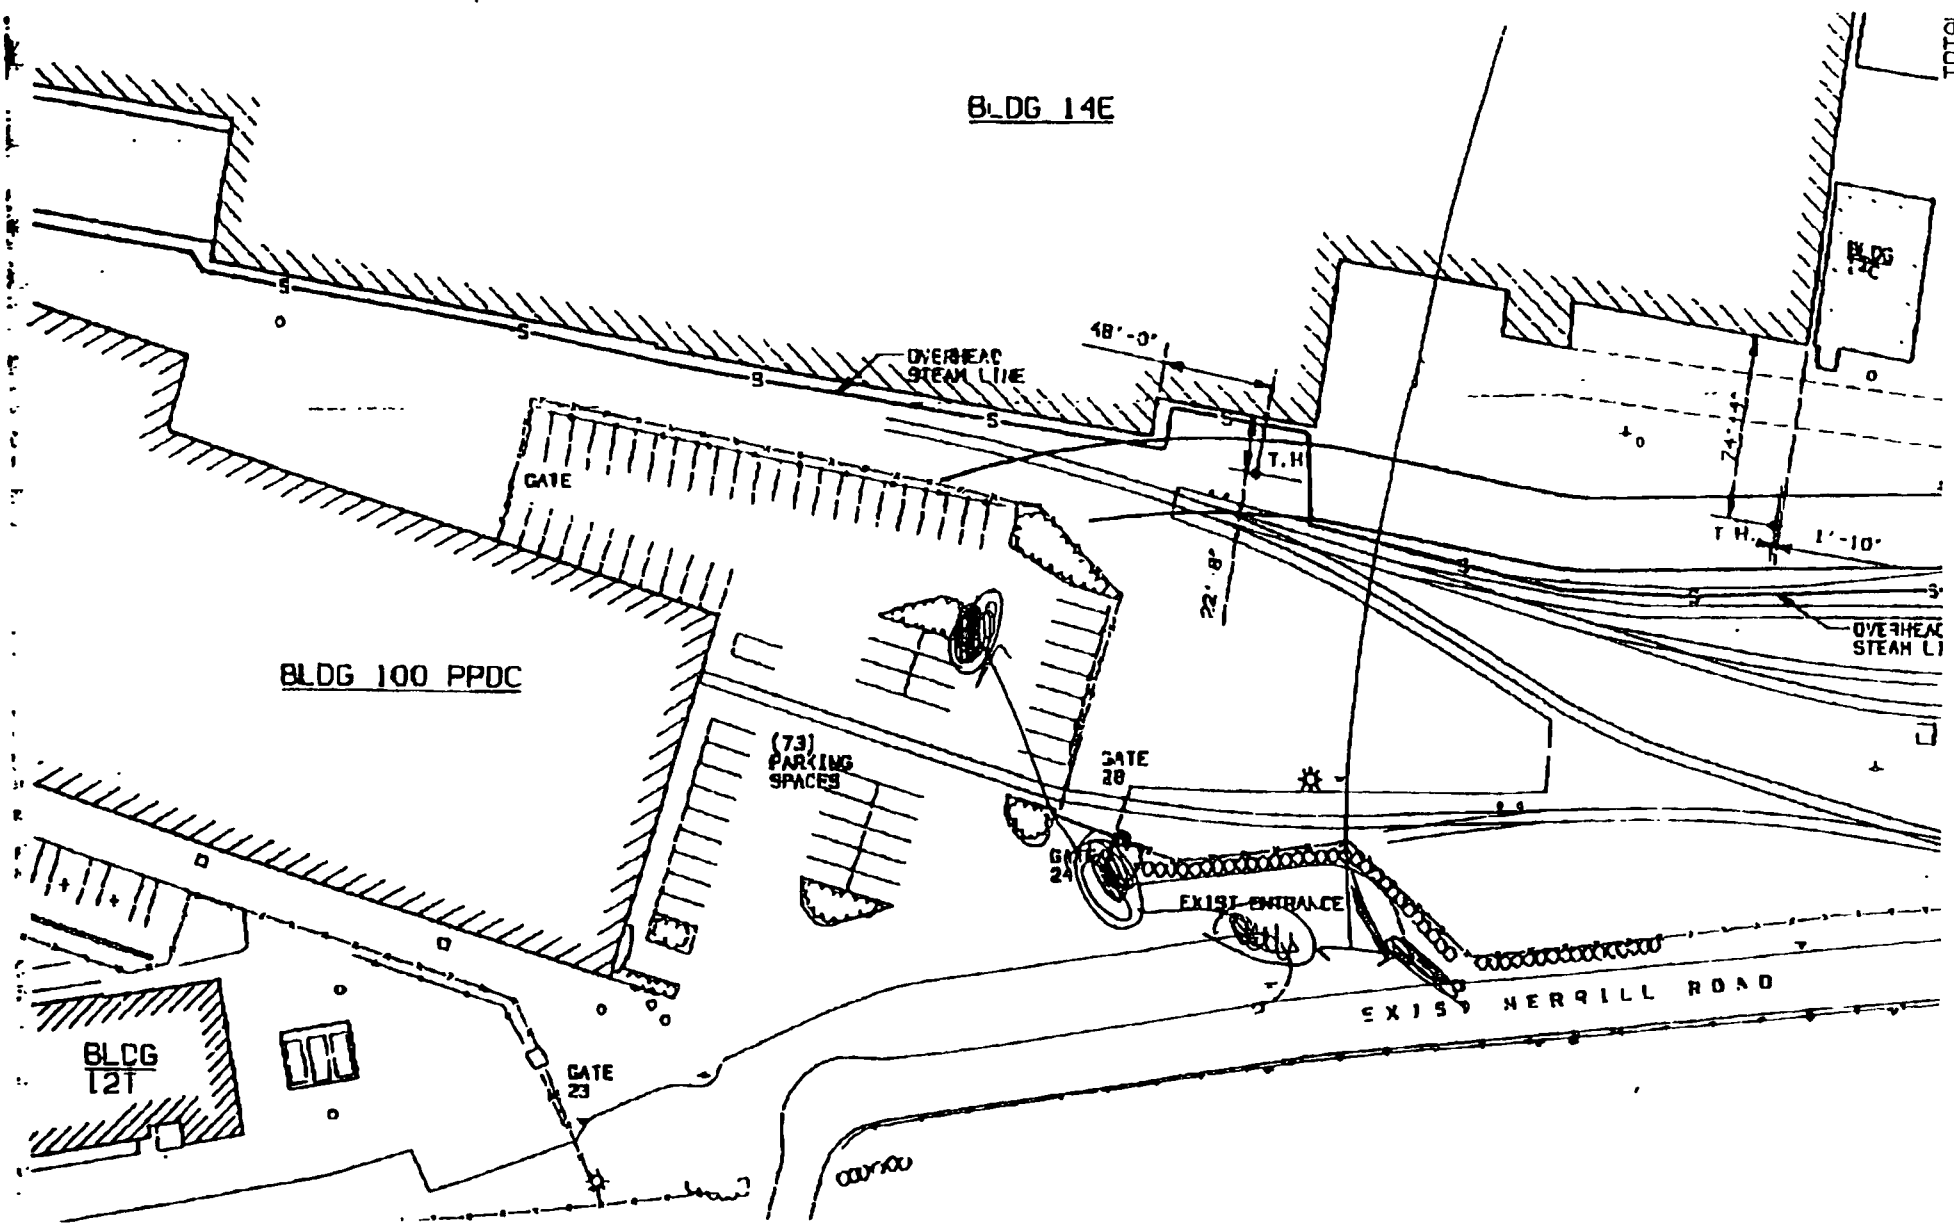 BLDG 14E
48'-0"
OVERHEAD
STEAM LINE
T.H
GATE
74'-4"
T.H.
1'-10"
22'-8"
OVERHEAD
STEAM LI
BLDG 100 PPDC
(73)
PARKING
SPACES
GATE
28
GATE
24
EXIST ENTRANCE
EXIST MERRILL ROAD
BLDG
12T
GATE
23